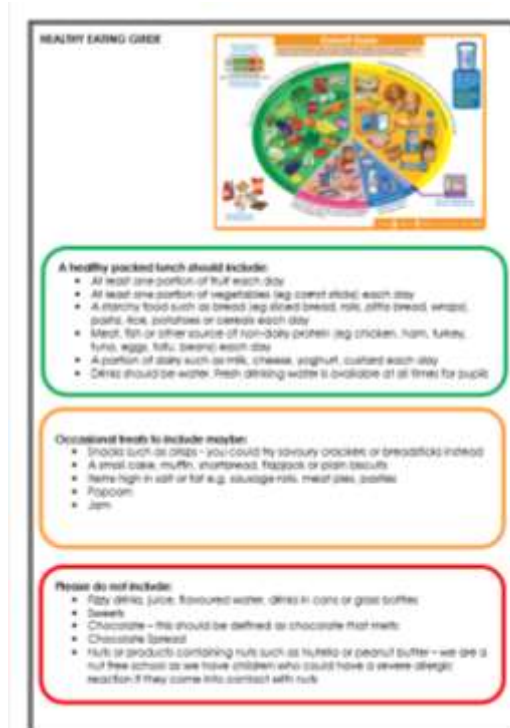 HEALTHY EATING GUIDE
A healthy packed lunch should include:
• At least one portion of fruit each day
• At least one portion of vegetables (eg carrot sticks) each day
• A starchy food such as bread (eg sliced bread, rolls, pitta bread, wraps),
pasta, rice, potatoes or cereals each day
• Meat, fish or other source of non-dairy protein (eg chicken, ham, turkey,
tuna, eggs, tofu, beans) each day
• A portion of dairy such as milk, cheese, yoghurt, custard each day
• Drinks should be water. Fresh drinking water is available at all times for pupils
Occasional treats to include maybe:
• Snacks such as crisps – you could try savoury crackers or breadsticks instead
• A small cake, muffin, shortbread, flapjack or plain biscuits
• Items high in salt or fat e.g. sausage rolls, meat pies, pasties
• Popcorn
• Jam
Please do not include:
• Fizzy drinks, juice, flavoured water, drinks in cans or glass bottles
• Sweets
• Chocolate – this should be defined as chocolate that melts
• Chocolate Spread
• Nuts or products containing nuts such as Nutella or peanut butter – we are a
nut free school as we have children who could have a severe allergic
reaction if they come into contact with nuts